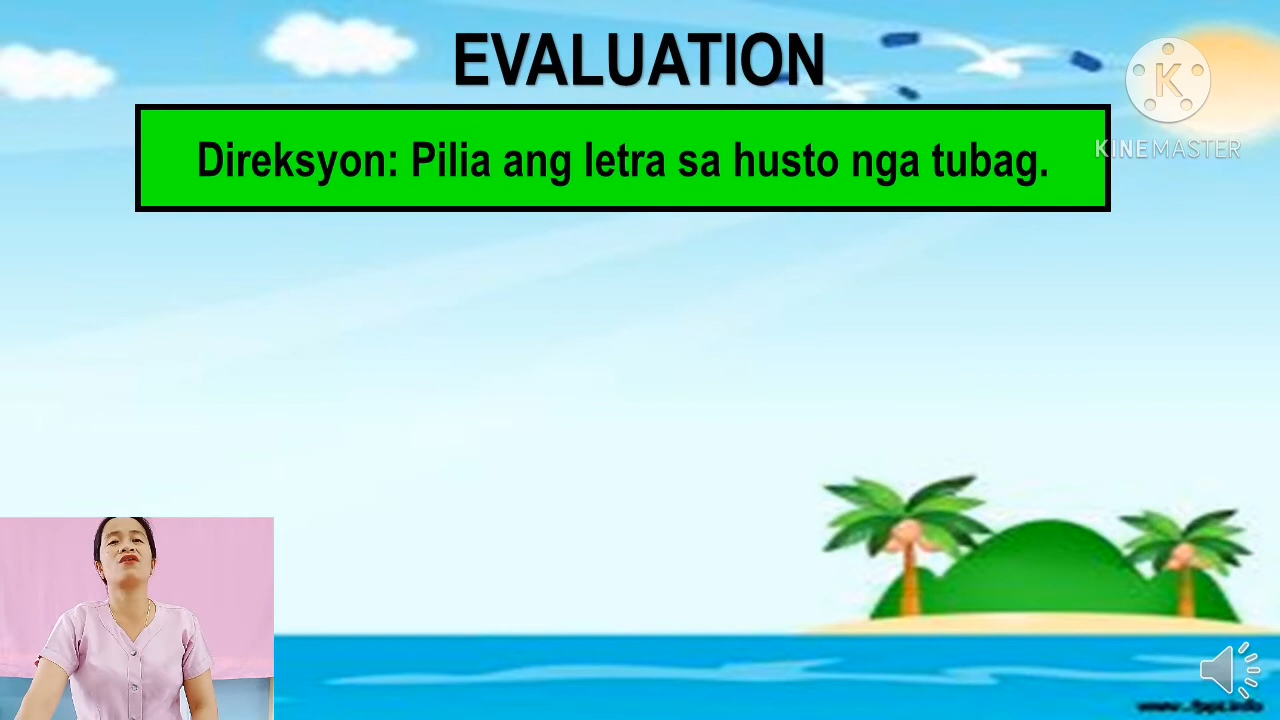 EVALUATION
Direksyon: Pilia ang letra sa husto nga tubag.
K
KINEMASTER